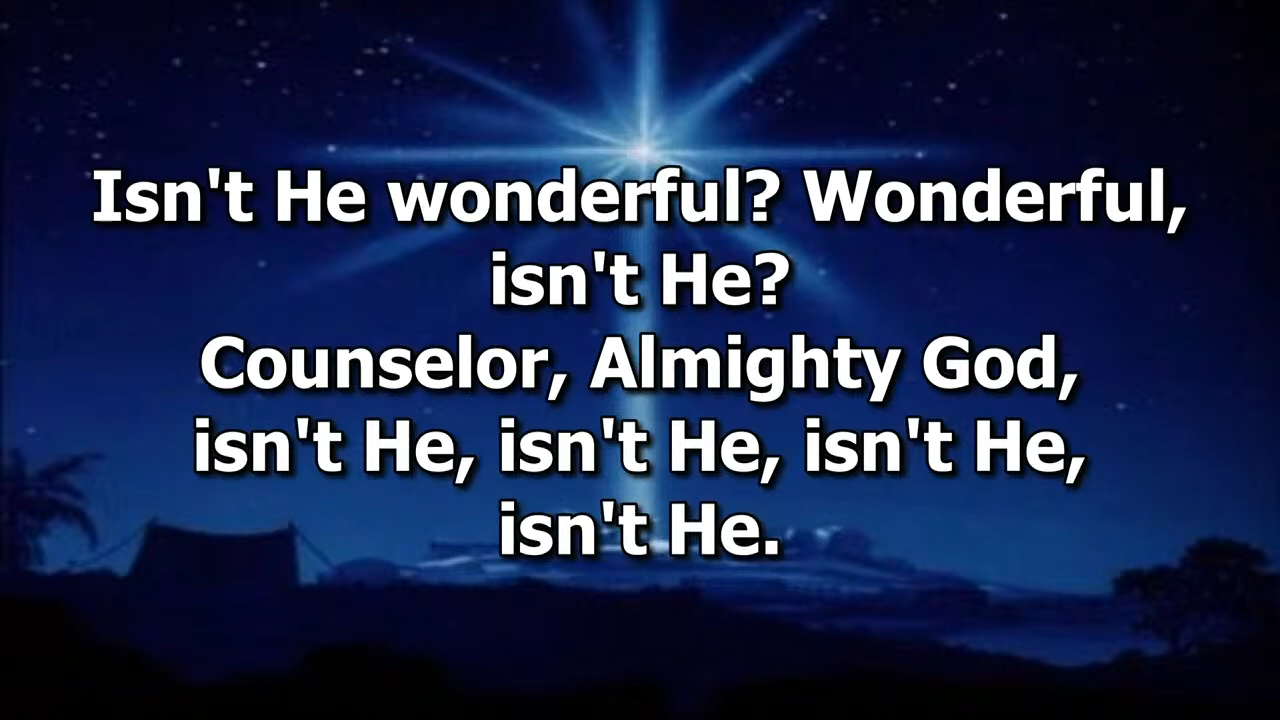 Isn't He wonderful? Wonderful,
isn't He?
Counselor, Almighty God,
isn't He, isn't He, isn't He,
isn't He.